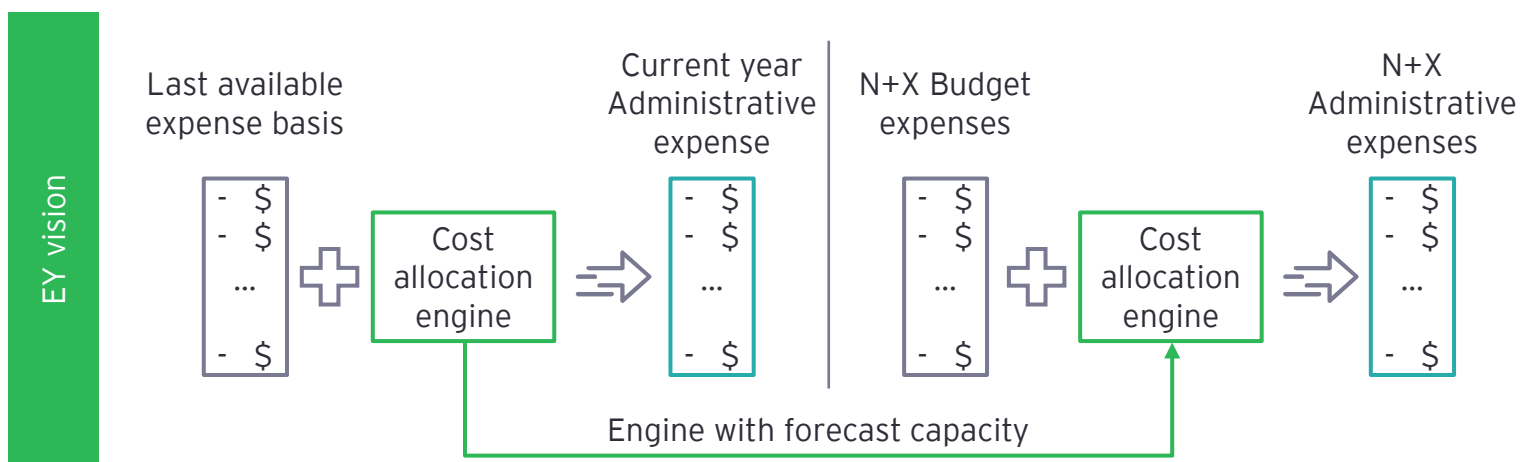 EY vision
Last available
expense basis
- $
- $
...
- $
Cost
allocation
engine
Current year
Administrative
expense
- $
- $
...
- $
N+X Budget
expenses
- $
- $
...
- $
Cost
allocation
engine
N+X
Administrative
expenses
- $
- $
...
- $
Engine with forecast capacity